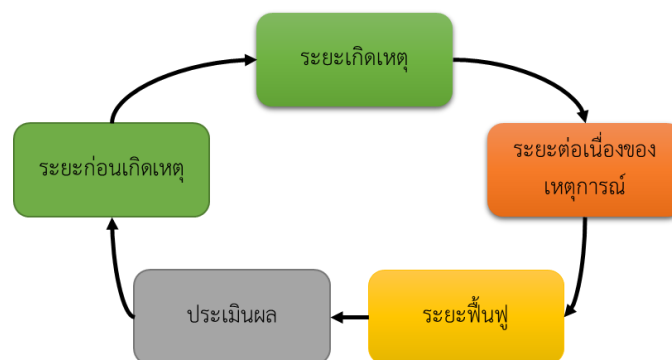 ระยะเกิดเหตุ
ระยะก่อนเกิดเหตุ
ระยะต่อเนื่องของ
เหตุการณ์
ประเมินผล
ระยะฟื้นฟู